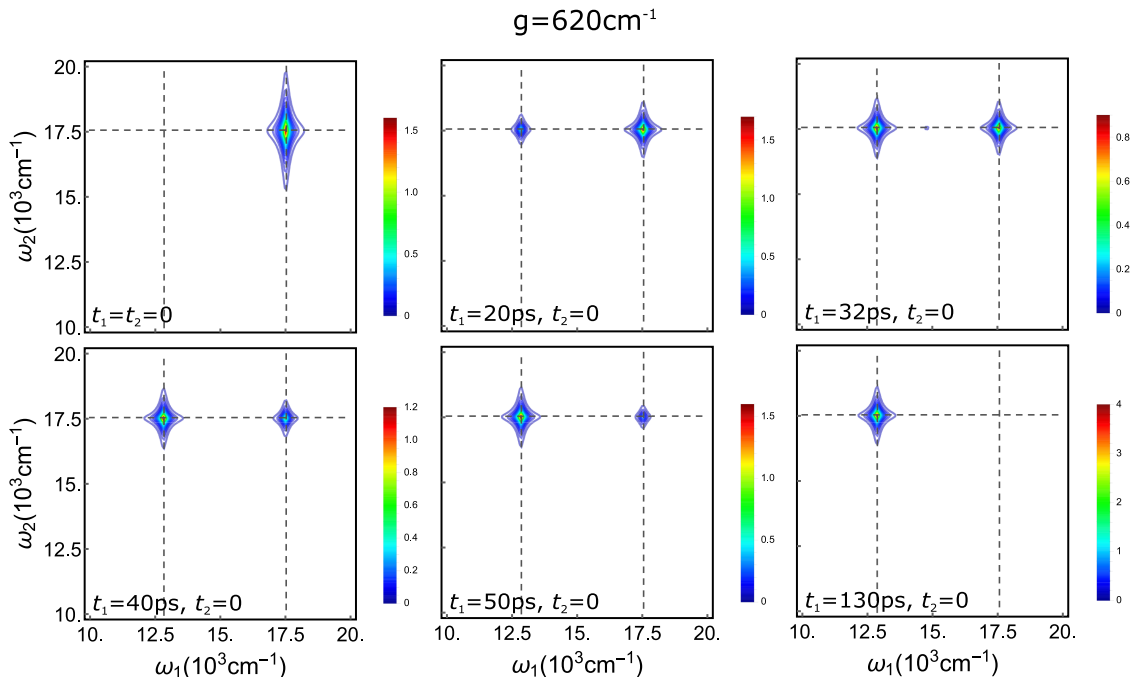 g=620cm⁻¹
20.
17.5
15.
12.5
10.
ω₂(10³cm⁻¹)
t₁=t₂=0
1.5
1.0
0.5
0
t₁=20ps, t₂=0
1.5
1.0
0.5
0
t₁=32ps, t₂=0
0.8
0.6
0.4
0.2
0
20.
17.5
15.
12.5
10.
ω₂(10³cm⁻¹)
t₁=40ps, t₂=0
1.2
1.0
0.8
0.6
0.4
0.2
0
t₁=50ps, t₂=0
1.5
1.0
0.5
0
t₁=130ps, t₂=0
4
3
2
1
0
10. 12.5 15. 17.5 20.
10. 12.5 15. 17.5 20.
10. 12.5 15. 17.5 20.
ω₁(10³cm⁻¹)
ω₁(10³cm⁻¹)
ω₁(10³cm⁻¹)